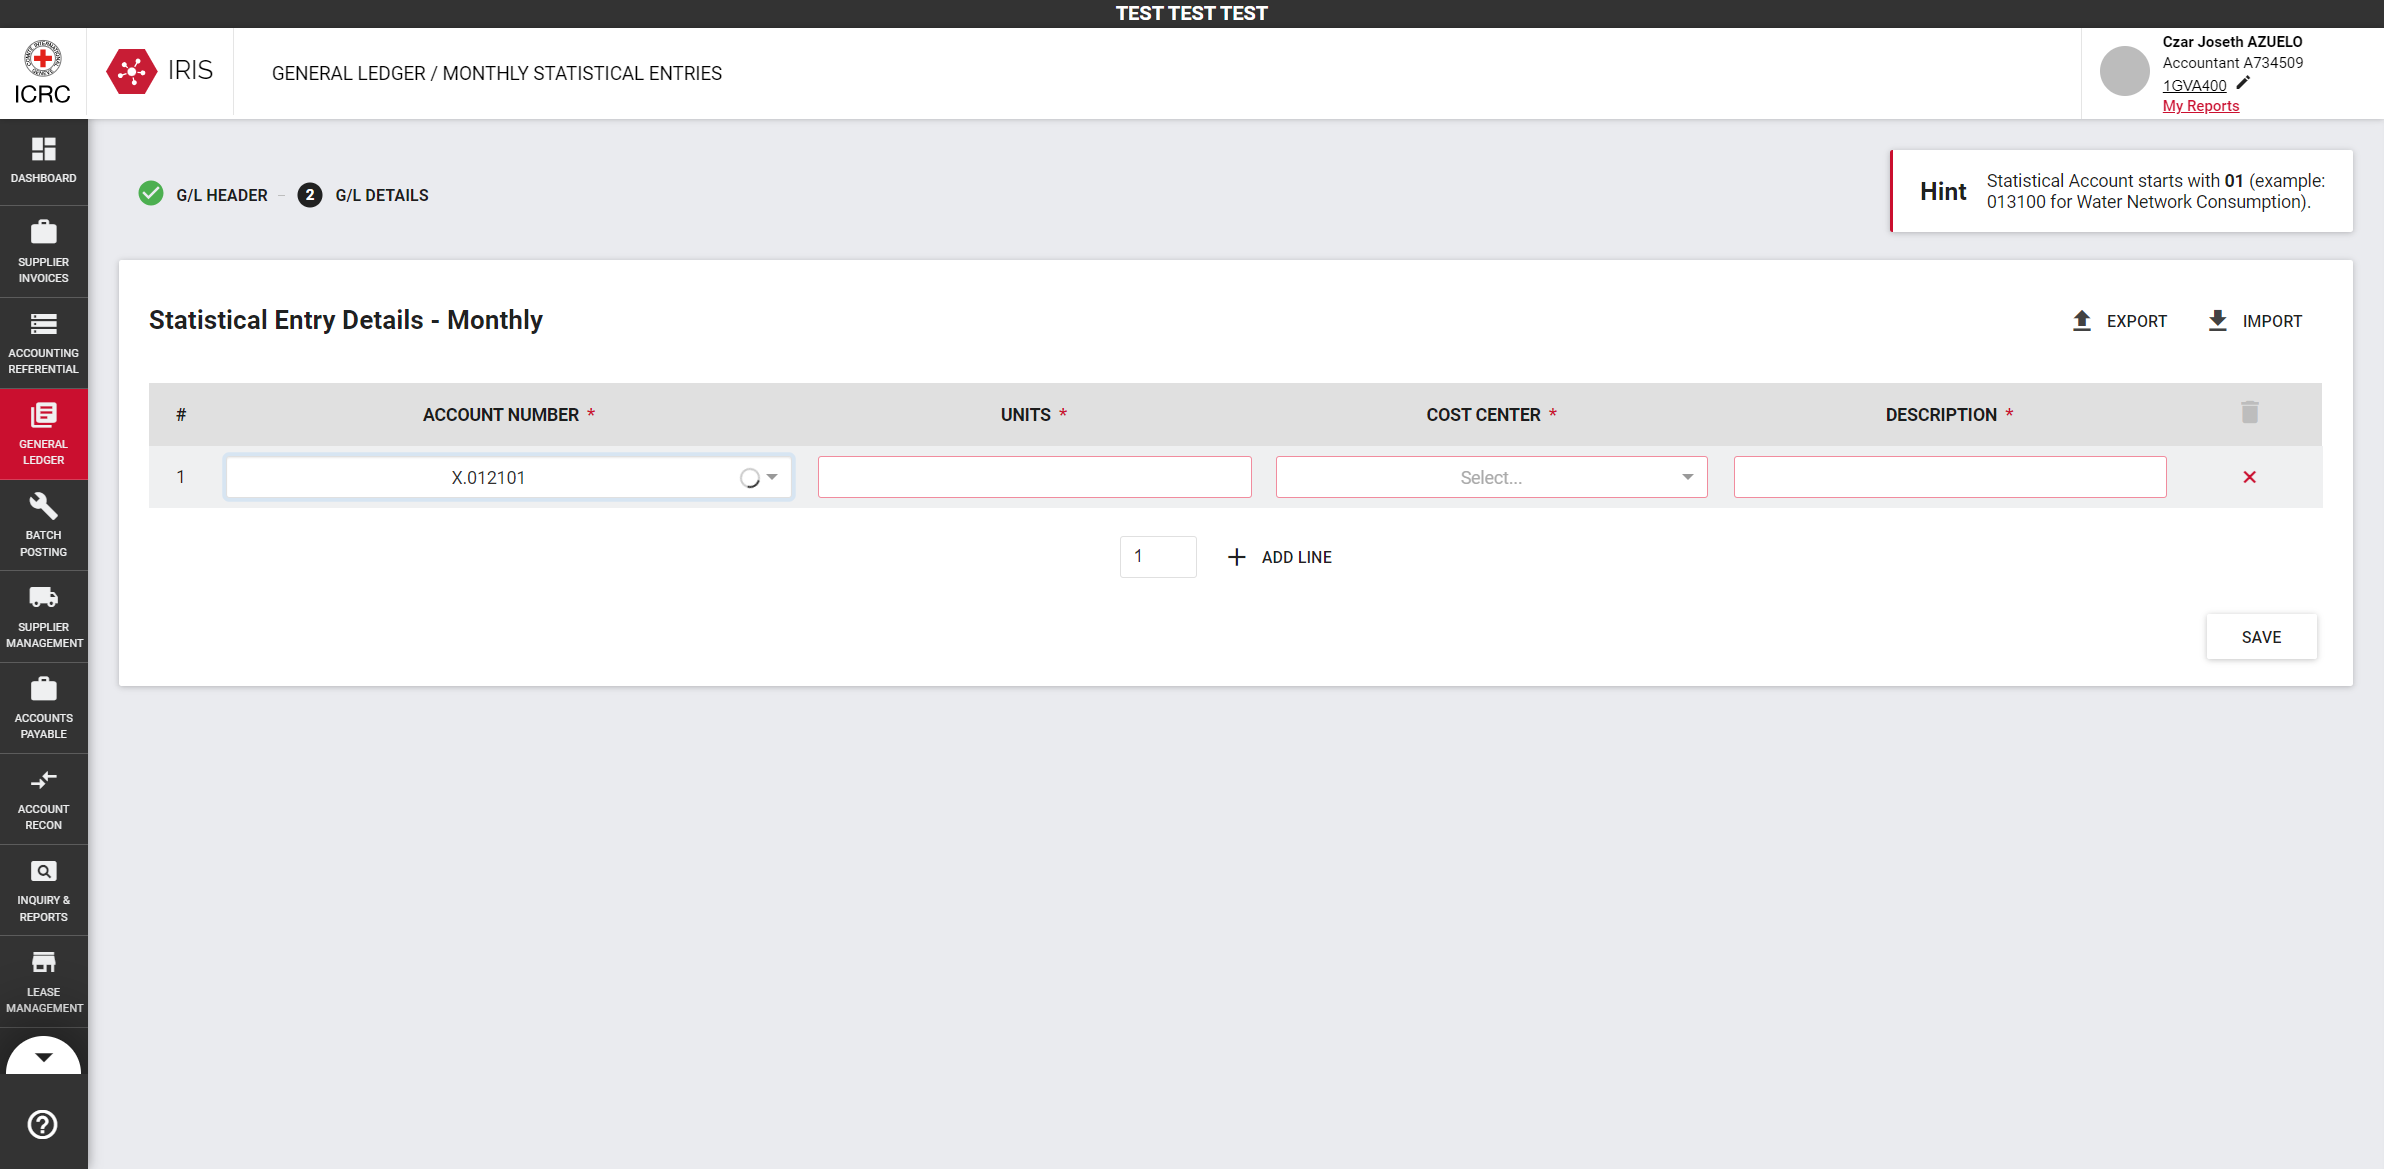 TEST TEST TEST
ICRC
IRIS
GENERAL LEDGER / MONTHLY STATISTICAL ENTRIES
Czar Joseth AZUELO
Accountant A734509
1GVA400
My Reports
DASHBOARD
SUPPLIER
INVOICES
ACCOUNTING
REFERENTIAL
GENERAL
LEDGER
BATCH
POSTING
SUPPLIER
MANAGEMENT
ACCOUNTS
PAYABLE
ACCOUNT
RECON
INQUIRY &
REPORTS
LEASE
MANAGEMENT
G/L HEADER – 2 G/L DETAILS
Hint
Statistical Account starts with 01 (example:
013100 for Water Network Consumption).
Statistical Entry Details - Monthly
EXPORT IMPORT
# ACCOUNT NUMBER * UNITS * COST CENTER * DESCRIPTION *
1 X.012101 Select...
1 ADD LINE
SAVE